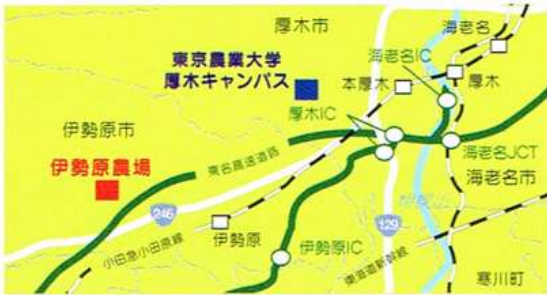 厚木市
海老名
海老名IC
東京農業大学
厚木キャンパス
本厚木
厚木
厚木IC
伊勢原市
海老名JCT
伊勢原農場
東名高速道路
海老名市
相模川
246
伊勢原
129
小田急小田原線
伊勢原IC
東海道新幹線
寒川町